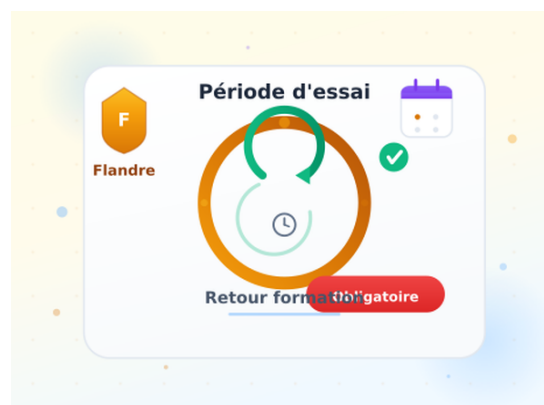 Période d'essai
F
Flandre
Retour formation
Obligatoire